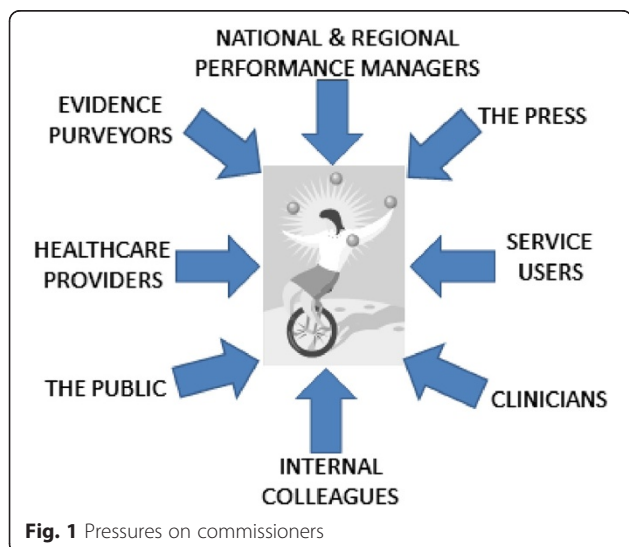 NATIONAL & REGIONAL
PERFORMANCE MANAGERS
EVIDENCE
PURVEYORS
THE PRESS
HEALTHCARE
PROVIDERS
SERVICE
USERS
THE PUBLIC
CLINICIANS
INTERNAL
COLLEAGUES
Fig. 1 Pressures on commissioners